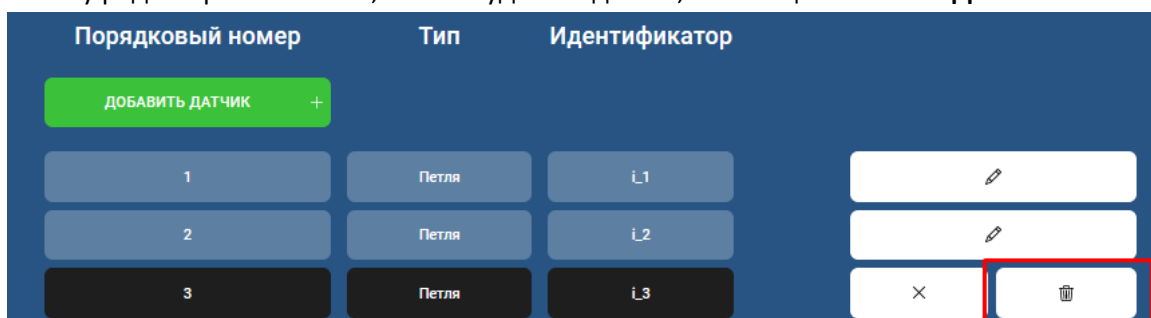 Порядковый номер Тип Идентификатор
ДОБАВИТЬ ДАТЧИК +
1 Петля i_1
2 Петля i_2
3 Петля i_3